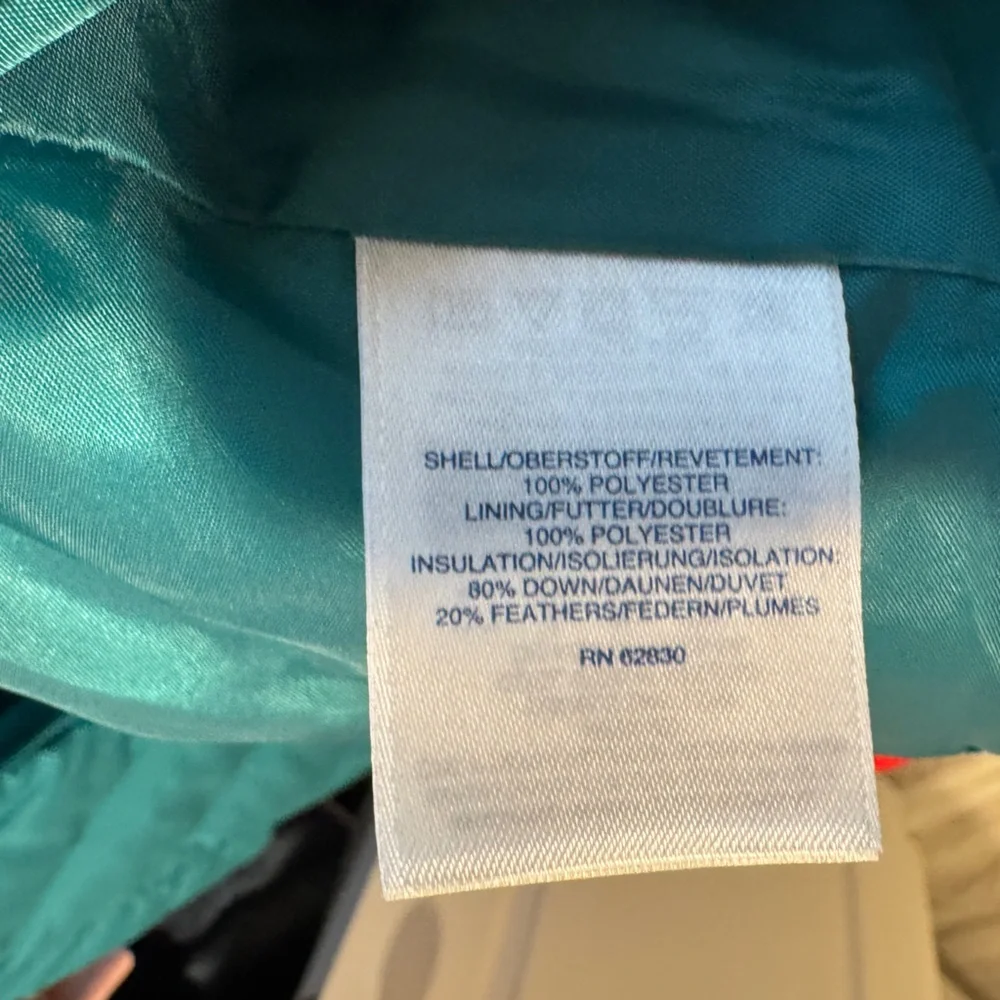 SHELL/OBERSTOFF/REVETEMENT:
100% POLYESTER
LINING/FUTTER/DOUBLURE:
100% POLYESTER
INSULATION/ISOLIERUNG/ISOLATION:
80% DOWN/DAUNEN/DUVET
20% FEATHERS/FEDERN/PLUMES
RN 62830